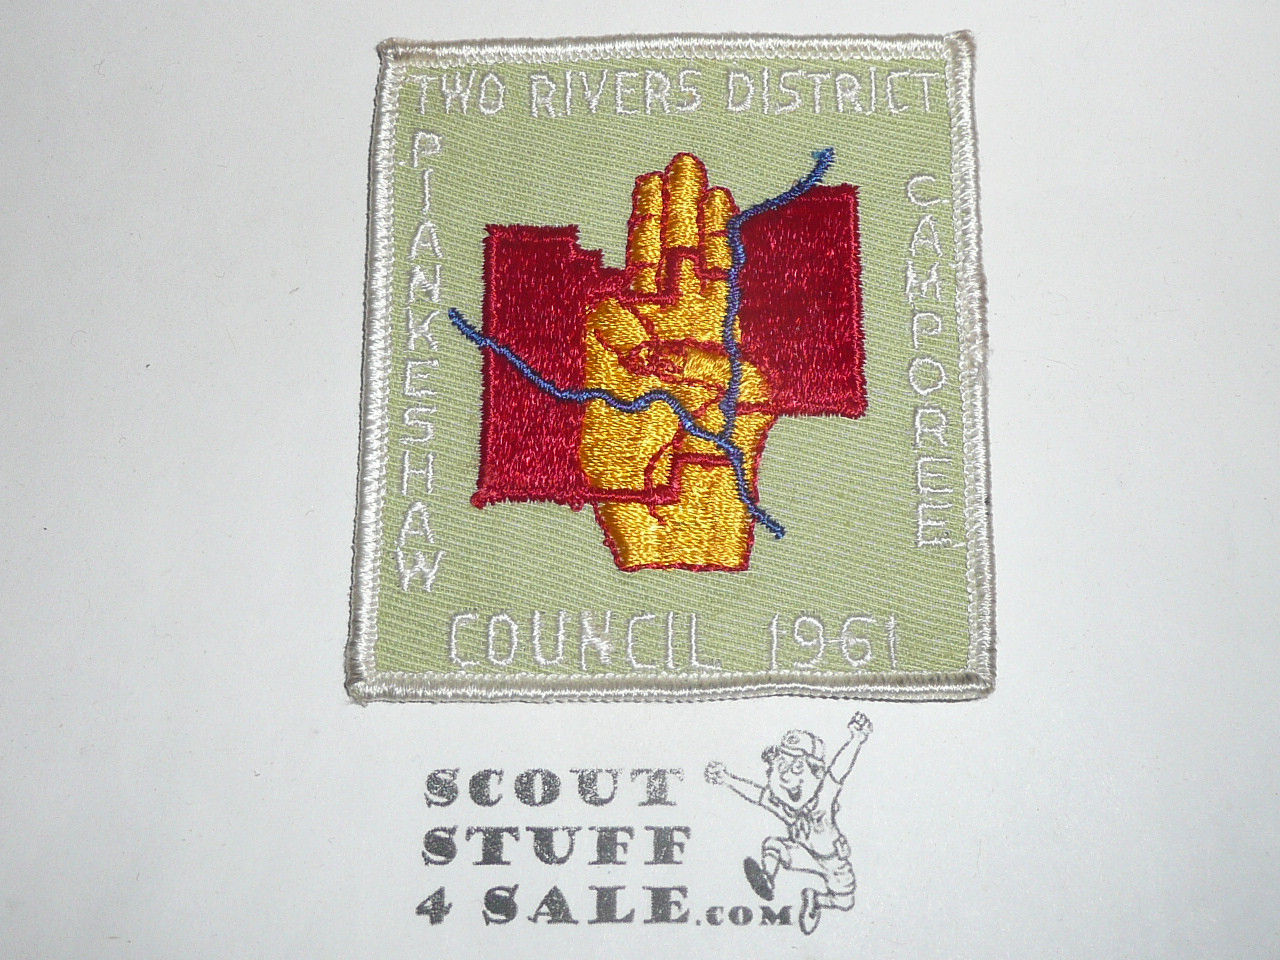 TWO RIVERS DISTRICT
PIANKESHAW
CAMPOREE
COUNCIL 1961
SCOUT
STUFF
4 SALE.COM